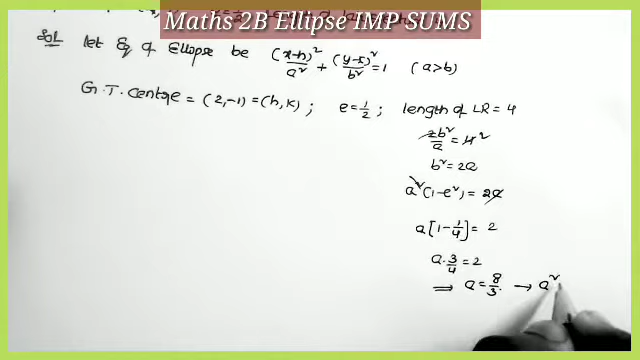 Maths 2B Ellipse IMP SUMS
Sol Let Eq of Ellipse be (x-h)²/a² + (y-k)²/b² = 1 (a>b)
G.T. centre = (2,-1) = (h,k) ; e = 1/2 ; length of LR = 4
2b²/a = 4 2
b² = 2a
a²(1-e²) = 2a
a[1-1/4] = 2
a·3/4 = 2
⇒ a = 8/3 → a²